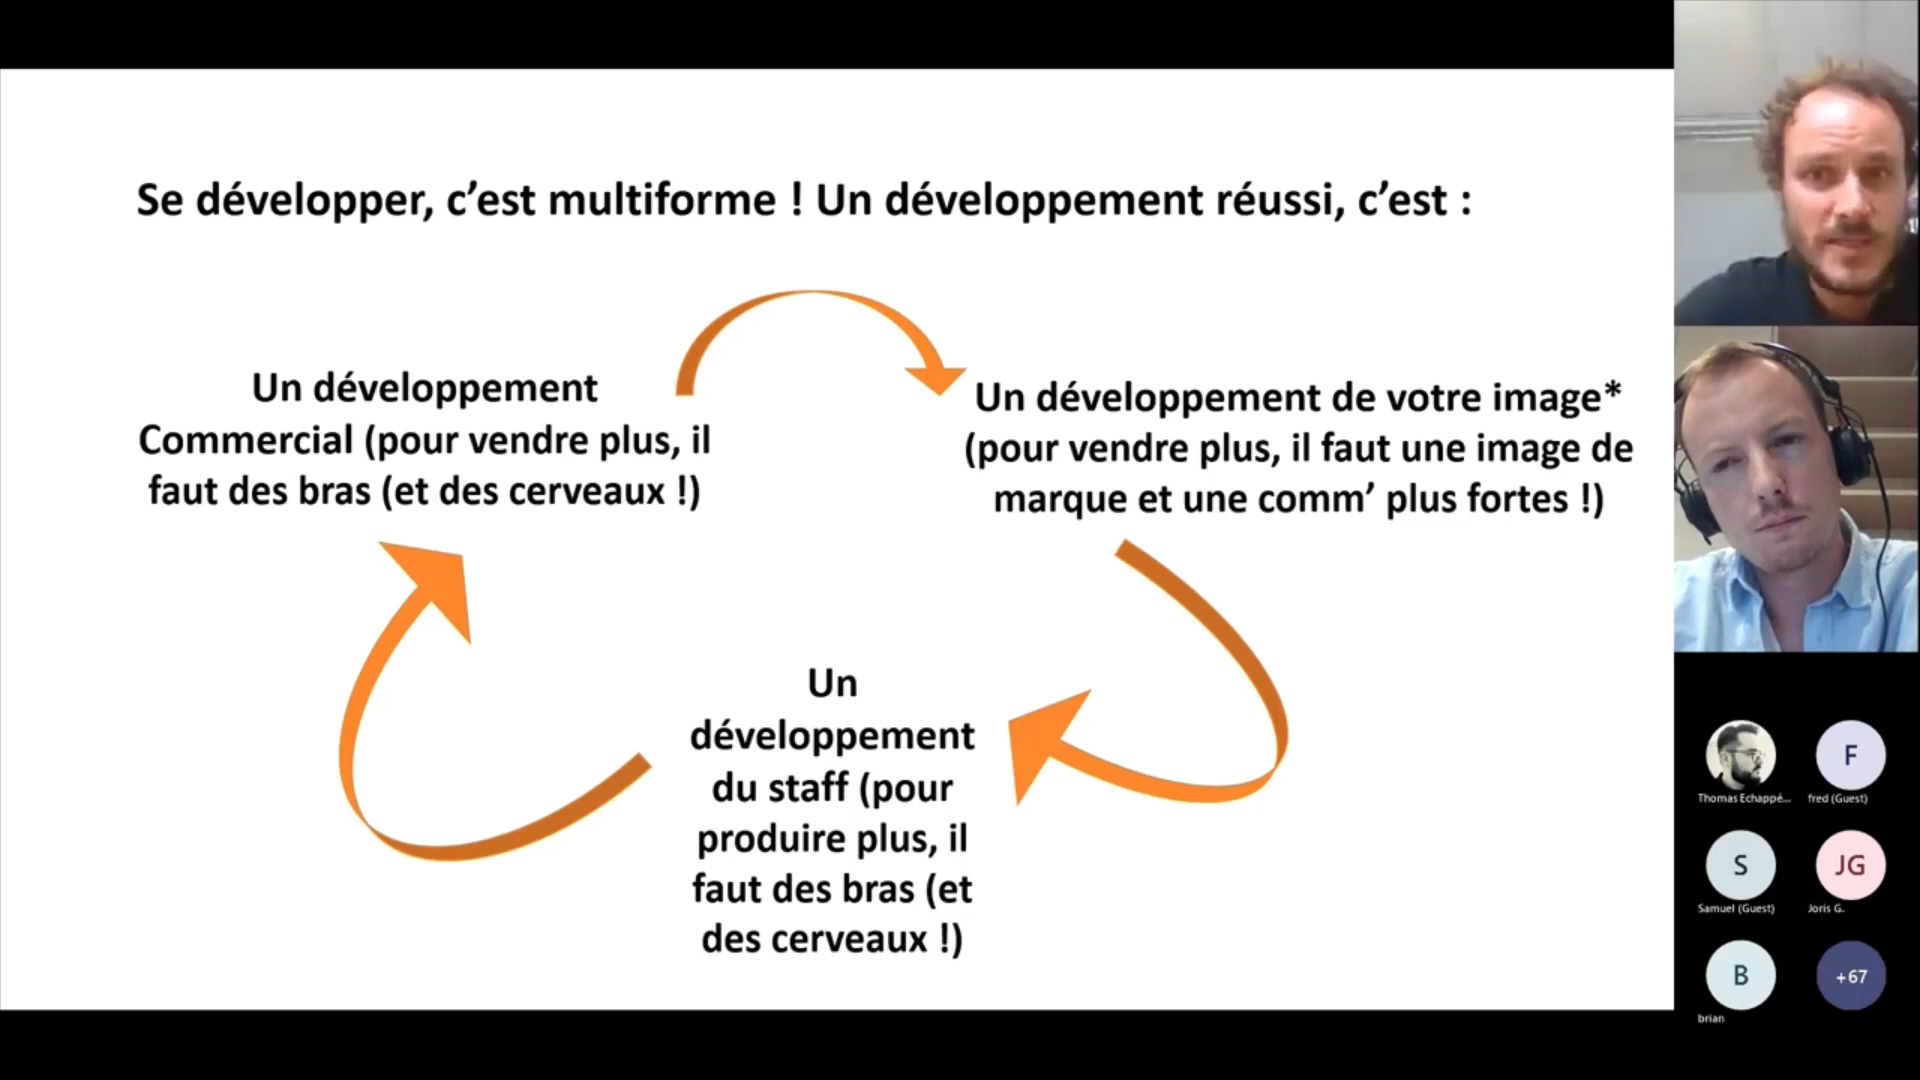 Se développer, c’est multiforme ! Un développement réussi, c’est :
Un développement
Commercial (pour vendre plus, il
faut des bras (et des cerveaux !)
Un développement de votre image*
(pour vendre plus, il faut une image de
marque et une comm’ plus fortes !)
Un
développement
du staff (pour
produire plus, il
faut des bras (et
des cerveaux !)
Thomas Echappé...
F
fred (Guest)
S
Samuel (Guest)
JG
Joris G.
B
brian
+67